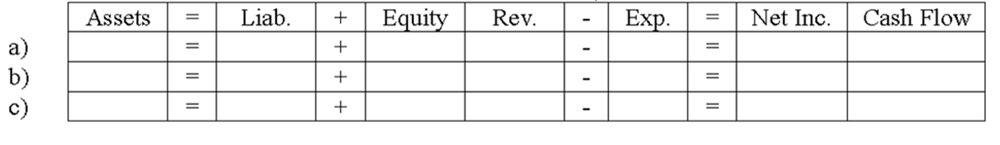 Assets = Liab. + Equity Rev. - Exp. = Net Inc. Cash Flow
a) = + - =
b) = + - =
c) = + - =